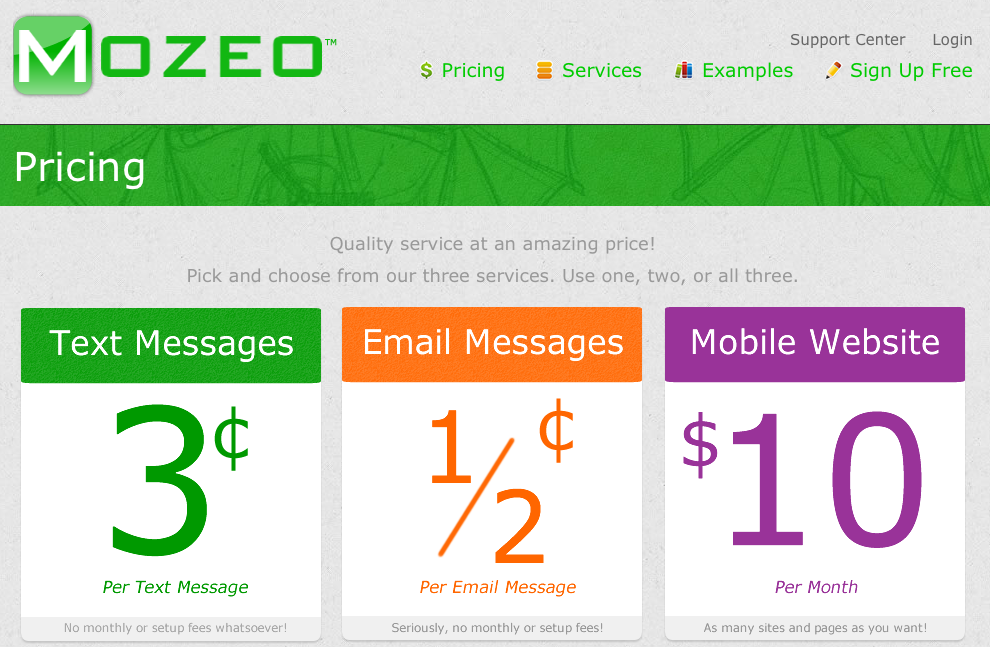 MOZEO™
Support Center Login
$ Pricing Services Examples Sign Up Free
Pricing
Quality service at an amazing price!
Pick and choose from our three services. Use one, two, or all three.
Text Messages
3¢
Per Text Message
No monthly or setup fees whatsoever!
Email Messages
1/2¢
Per Email Message
Seriously, no monthly or setup fees!
Mobile Website
$10
Per Month
As many sites and pages as you want!